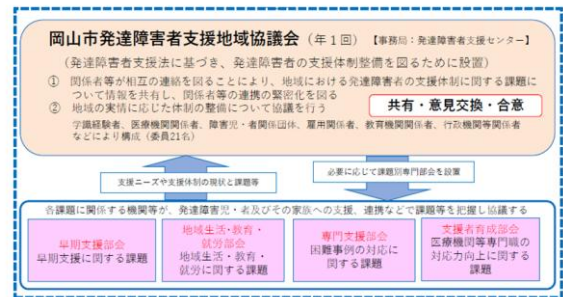 岡山市発達障害者支援地域協議会（年１回）【事務局：発達障害者支援センター】
（発達障害者支援法に基づき、発達障害者の支援体制整備を図るために設置）
① 関係者等が相互の連絡を図ることにより、地域における発達障害者の支援体制に関する課題
について情報を共有し、関係者等の連携の緊密化を図る
② 地域の実情に応じた体制の整備について協議を行う
共有・意見交換・合意
学識経験者、医療機関関係者、障害児・者関係団体、雇用関係者、教育機関関係者、行政機関等関係者
などにより構成（委員21名）
支援ニーズや支援体制の現状と課題等
必要に応じて課題別専門部会を設置
各課題に関係する機関等が、発達障害児・者及びその家族への支援、連携などで課題等を把握し協議する
早期支援部会
早期支援に関する課題
地域生活・教育・
就労部会
地域生活・教育・
就労に関する課題
専門支援部会
困難事例の対応に
関する課題
支援者育成部会
医療機関等専門職の
対応力向上に関する
課題